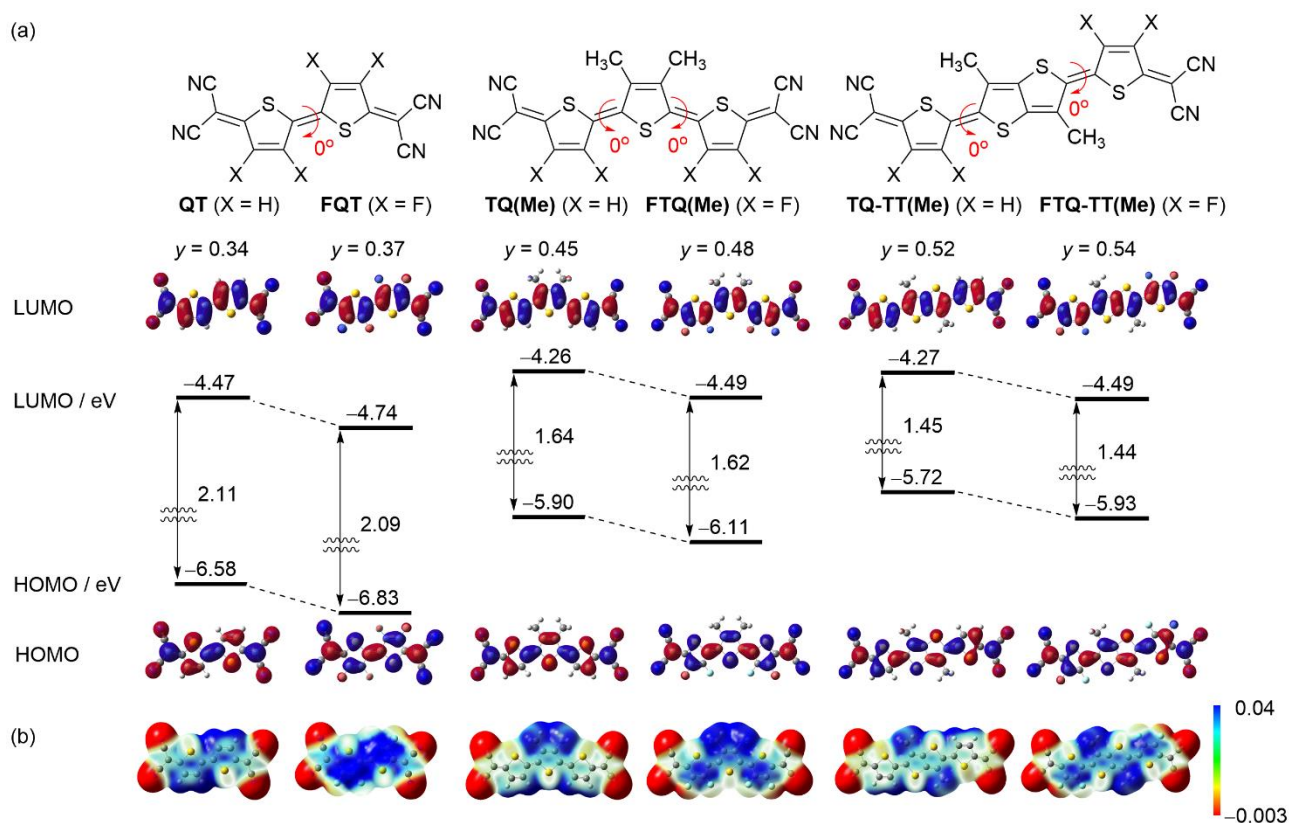 (a)
X X
X X
H₃C CH₃
H₃C
S S S S S S S S S
NC CN
NC CN
NC CN
NC CN
NC CN
NC CN
0° 0° 0° 0° 0°
CH₃
X X X X X X X X
QT (X = H) FQT (X = F) TQ(Me) (X = H) FTQ(Me) (X = F) TQ-TT(Me) (X = H) FTQ-TT(Me) (X = F)
y = 0.34 y = 0.37 y = 0.45 y = 0.48 y = 0.52 y = 0.54
LUMO
LUMO / eV
−4.47 −4.74 −4.26 −4.49 −4.27 −4.49
2.11 2.09 1.64 1.62 1.45 1.44
−6.58 −6.83 −5.90 −6.11 −5.72 −5.93
HOMO / eV
HOMO
(b)
0.04
−0.003